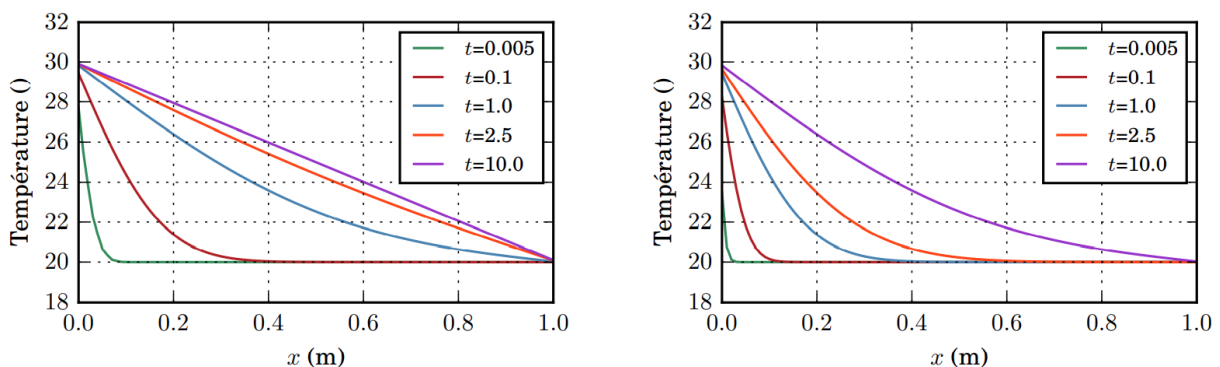 32
30
28
26
24
22
20
18
Température ()
0.0 0.2 0.4 0.6 0.8 1.0
x (m)
t=0.005
t=0.1
t=1.0
t=2.5
t=10.0
32
30
28
26
24
22
20
18
Température ()
0.0 0.2 0.4 0.6 0.8 1.0
x (m)
t=0.005
t=0.1
t=1.0
t=2.5
t=10.0